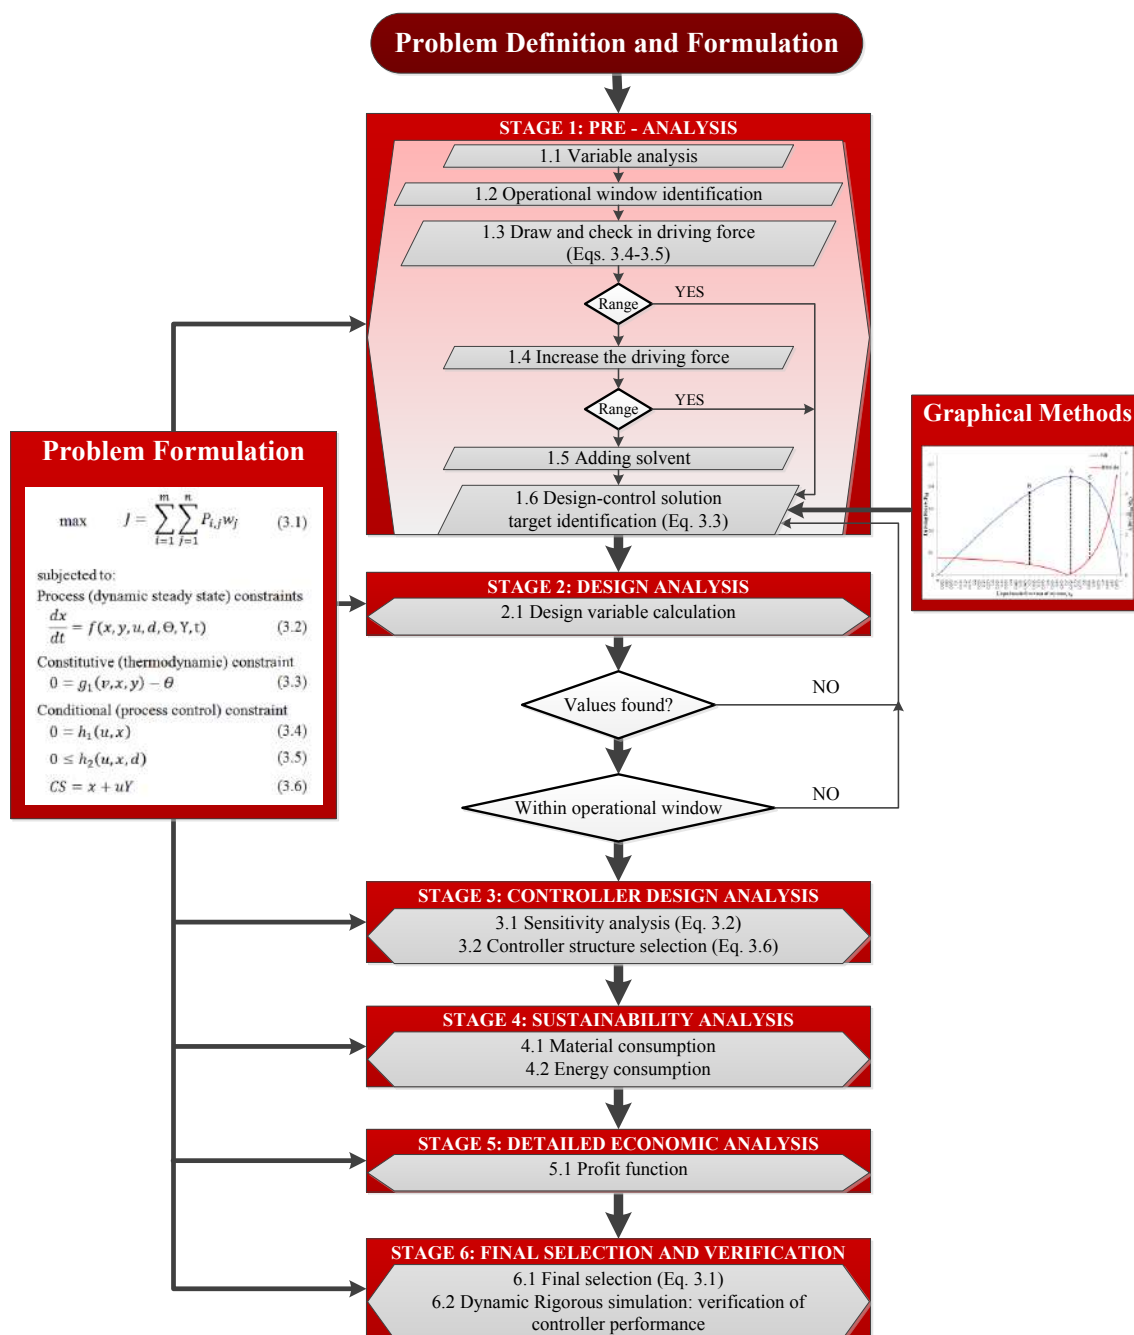 Problem Definition and Formulation
STAGE 1: PRE - ANALYSIS
1.1 Variable analysis
1.2 Operational window identification
1.3 Draw and check in driving force
(Eqs. 3.4-3.5)
Range
YES
1.4 Increase the driving force
Range
YES
1.5 Adding solvent
1.6 Design-control solution
target identification (Eq. 3.3)
Graphical Methods
B
A
C
Problem Formulation
max J = \sum_{i=1}^{m} \sum_{j=1}^{n} P_{i,j} w_j (3.1)
subjected to:
Process (dynamic steady state) constraints
\frac{dx}{dt} = f(x, y, u, d, Θ, Y, t) (3.2)
Constitutive (thermodynamic) constraint
0 = g_1(v, x, y) − θ (3.3)
Conditional (process control) constraint
0 = h_1(u, x) (3.4)
0 ≤ h_2(u, x, d) (3.5)
CS = x + uY (3.6)
STAGE 2: DESIGN ANALYSIS
2.1 Design variable calculation
Values found?
NO
Within operational window
NO
STAGE 3: CONTROLLER DESIGN ANALYSIS
3.1 Sensitivity analysis (Eq. 3.2)
3.2 Controller structure selection (Eq. 3.6)
STAGE 4: SUSTAINABILITY ANALYSIS
4.1 Material consumption
4.2 Energy consumption
STAGE 5: DETAILED ECONOMIC ANALYSIS
5.1 Profit function
STAGE 6: FINAL SELECTION AND VERIFICATION
6.1 Final selection (Eq. 3.1)
6.2 Dynamic Rigorous simulation: verification of
controller performance